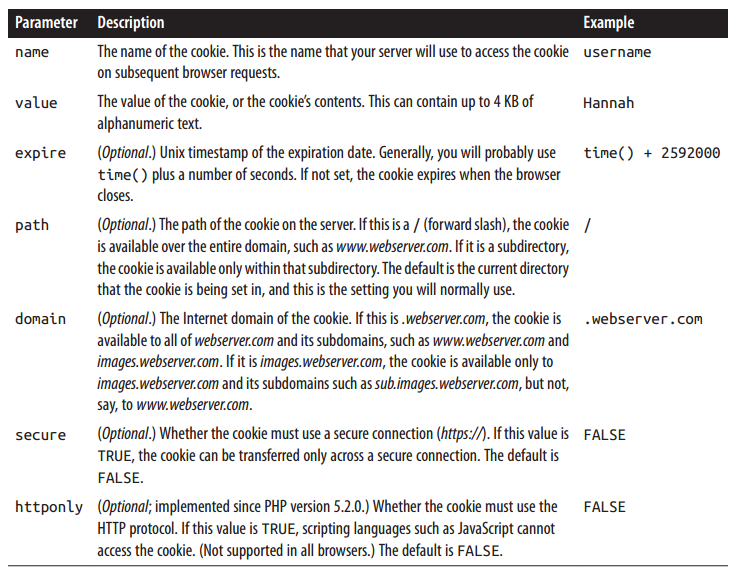 Parameter Description Example
name The name of the cookie. This is the name that your server will use to access the cookie username
on subsequent browser requests.
value The value of the cookie, or the cookie’s contents. This can contain up to 4 KB of Hannah
alphanumeric text.
expire (Optional.) Unix timestamp of the expiration date. Generally, you will probably use time() + 2592000
time() plus a number of seconds. If not set, the cookie expires when the browser
closes.
path (Optional.) The path of the cookie on the server. If this is a / (forward slash), the cookie /
is available over the entire domain, such as www.webserver.com. If it is a subdirectory,
the cookie is available only within that subdirectory. The default is the current directory
that the cookie is being set in, and this is the setting you will normally use.
domain (Optional.) The Internet domain of the cookie. If this is .webserver.com, the cookie is .webserver.com
available to all of webserver.com and its subdomains, such as www.webserver.com and
images.webserver.com. If it is images.webserver.com, the cookie is available only to
images.webserver.com and its subdomains such as sub.images.webserver.com, but not,
say, to www.webserver.com.
secure (Optional.) Whether the cookie must use a secure connection (https://). If this value is FALSE
TRUE, the cookie can be transferred only across a secure connection. The default is
FALSE.
httponly (Optional; implemented since PHP version 5.2.0.) Whether the cookie must use the FALSE
HTTP protocol. If this value is TRUE, scripting languages such as JavaScript cannot
access the cookie. (Not supported in all browsers.) The default is FALSE.